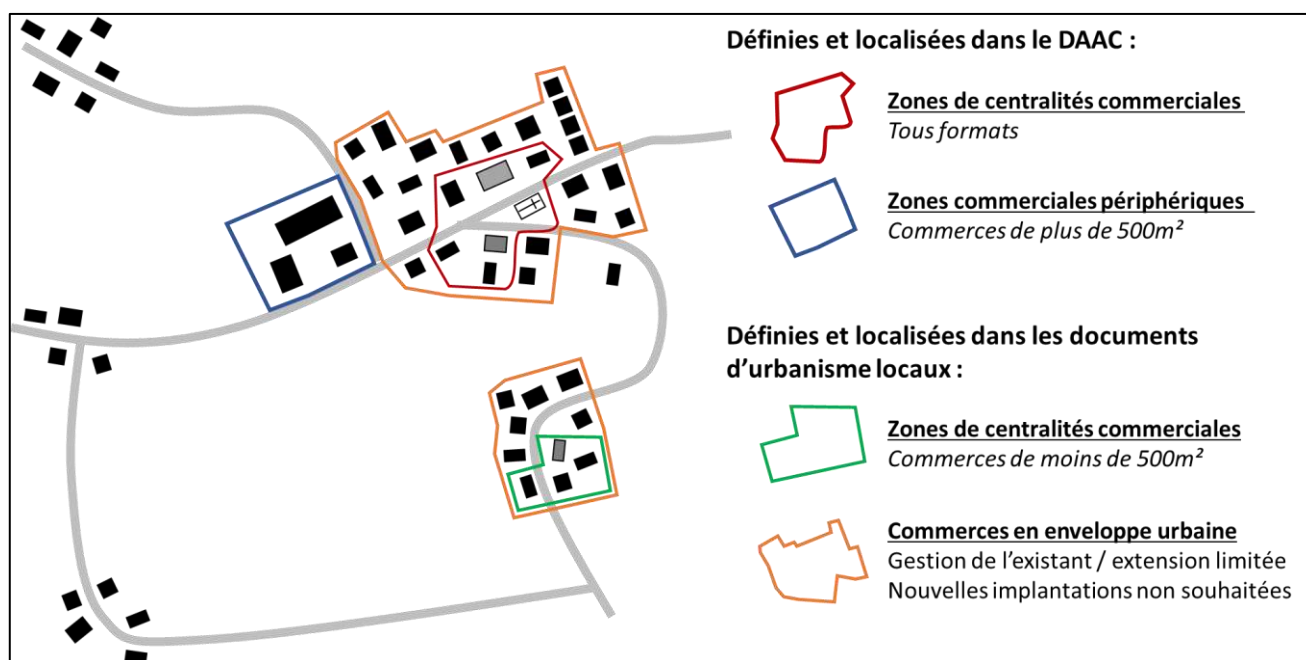 Définies et localisées dans le DAAC :
Zones de centralités commerciales
Tous formats
Zones commerciales périphériques
Commerces de plus de 500m²
Définies et localisées dans les documents
d’urbanisme locaux :
Zones de centralités commerciales
Commerces de moins de 500m²
Commerces en enveloppe urbaine
Gestion de l’existant / extension limitée
Nouvelles implantations non souhaitées